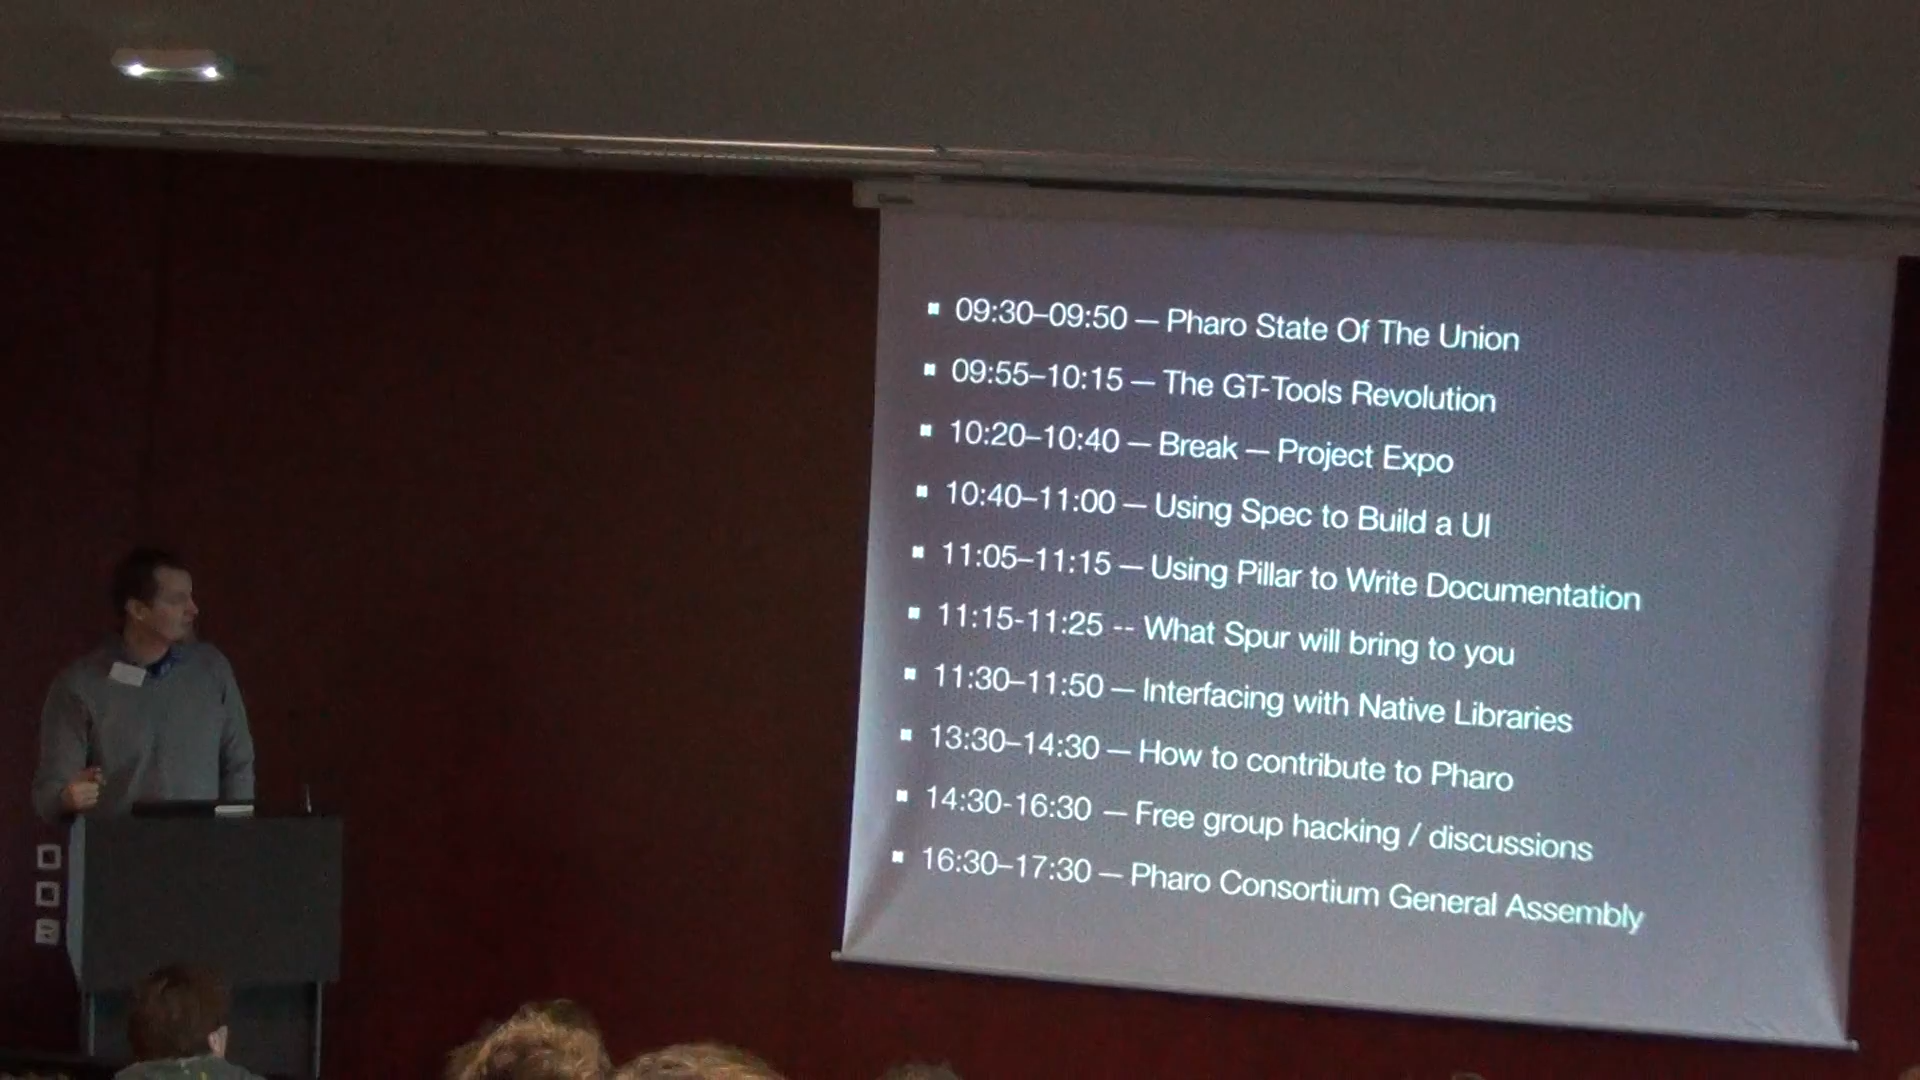 09:30–09:50 — Pharo State Of The Union
09:55–10:15 — The GT-Tools Revolution
10:20–10:40 — Break — Project Expo
10:40–11:00 — Using Spec to Build a UI
11:05–11:15 — Using Pillar to Write Documentation
11:15-11:25 -- What Spur will bring to you
11:30–11:50 — Interfacing with Native Libraries
13:30–14:30 — How to contribute to Pharo
14:30-16:30 — Free group hacking / discussions
16:30–17:30 — Pharo Consortium General Assembly